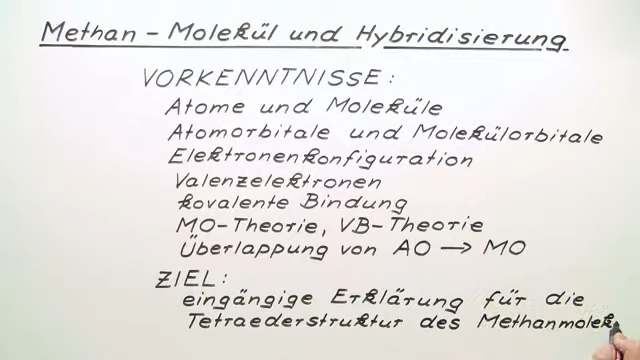 Methan - Molekül und Hybridisierung
VORKENNTNISSE:
Atome und Moleküle
Atomorbitale und Molekülorbitale
Elektronenkonfiguration
Valenzelektronen
kovalente Bindung
MO-Theorie, VB-Theorie
Überlappung von AO → MO
ZIEL:
eingängige Erklärung für die
Tetraederstruktur des Methanmolek